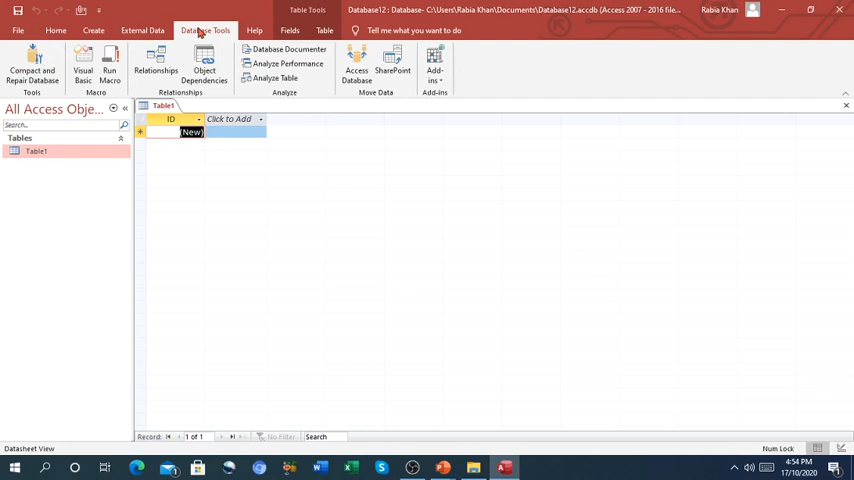 Table Tools
Database12 : Database- C:\Users\Rabia Khan\Documents\Database12.accdb (Access 2007 - 2016 file...
Rabia Khan
File Home Create External Data Database Tools Help Fields Table Tell me what you want to do
Compact and Repair Database
Visual Basic
Run Macro
Relationships
Object Dependencies
Database Documenter
Analyze Performance
Analyze Table
Access Database
SharePoint
Add-ins
Tools Macro Relationships Analyze Move Data Add-ins
All Access Obje...
Search...
Tables
Table1
Table1
ID Click to Add
(New)
Record: 1 of 1 No Filter Search
Datasheet View Num Lock
4:54 PM
17/10/2020